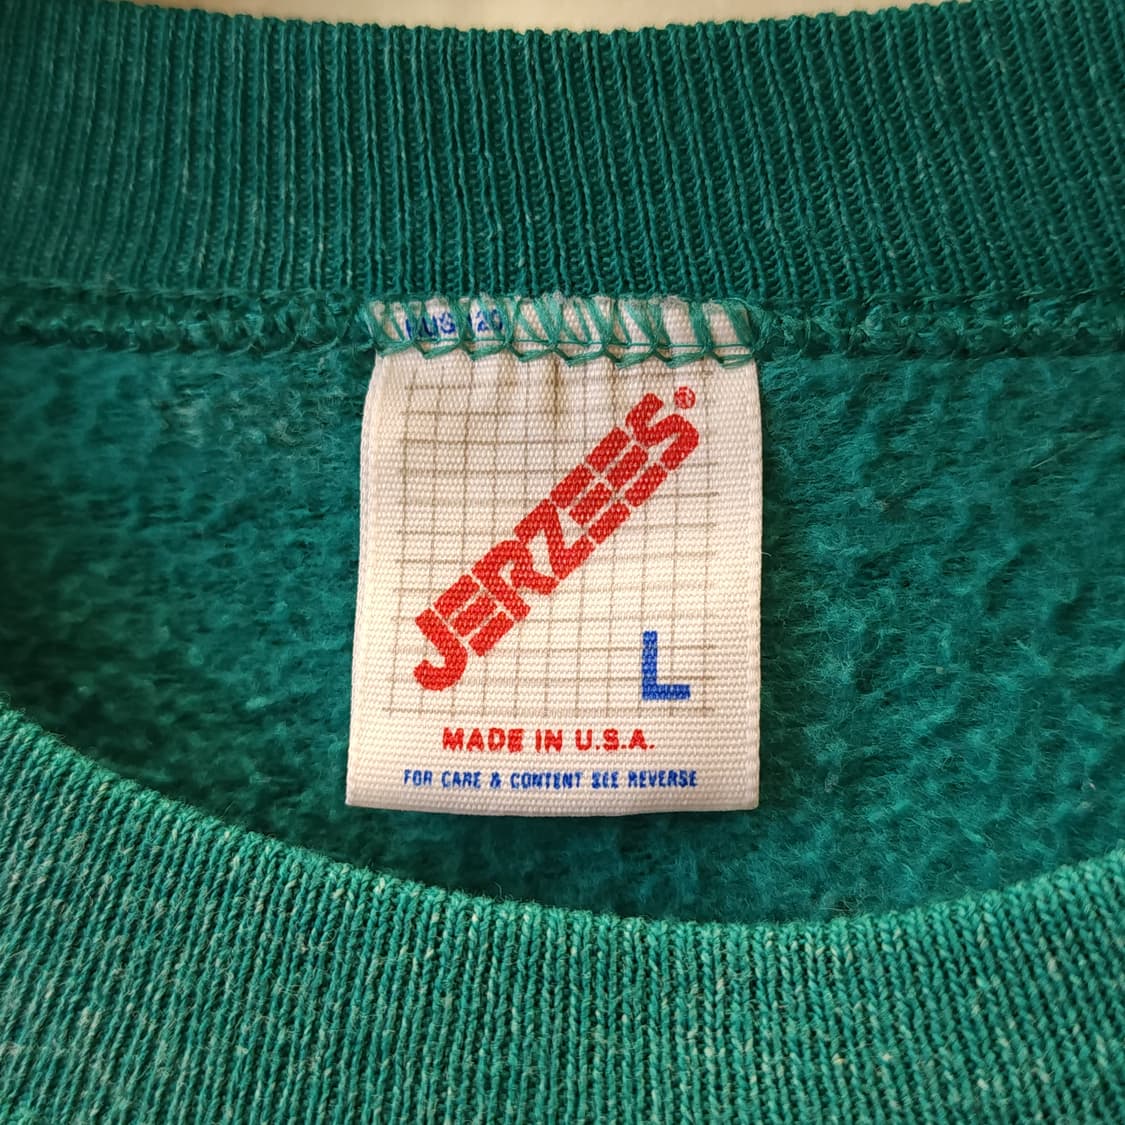 JERZEES®
L
MADE IN U.S.A.
FOR CARE & CONTENT SEE REVERSE